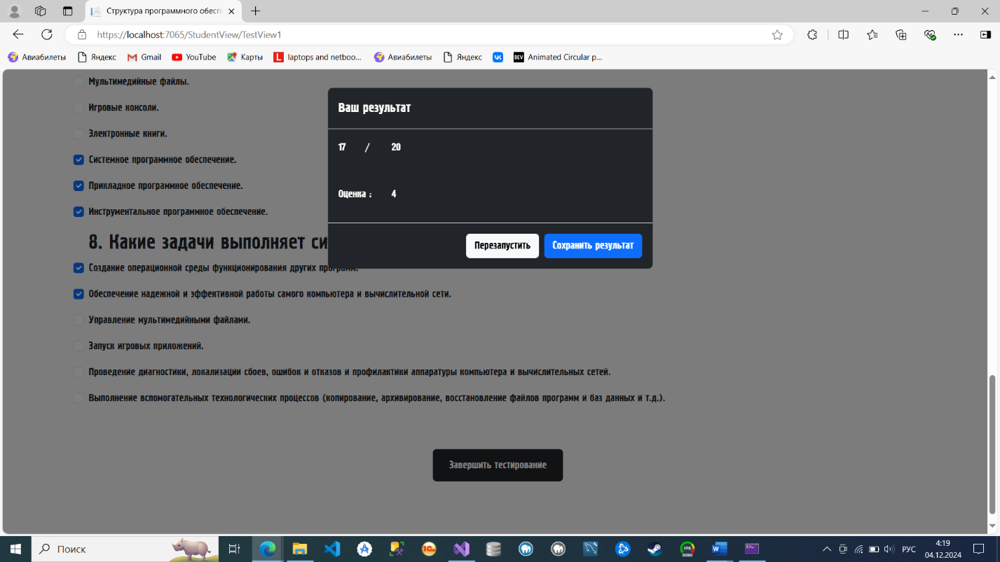 Структура программного обесп
https://localhost:7065/StudentView/TestView1
Авиабилеты Яндекс Gmail YouTube Карты laptops and netboo... Авиабилеты Яндекс Animated Circular p...
Мультимедийные файлы.
Игровые консоли.
Электронные книги.
Системное программное обеспечение.
Прикладное программное обеспечение.
Инструментальное программное обеспечение.
Ваш результат
17 / 20
Оценка : 4
Перезапустить Сохранить результат
8. Какие задачи выполняет си
Создание операционной среды функционирования других программ.
Обеспечение надежной и эффективной работы самого компьютера и вычислительной сети.
Управление мультимедийными файлами.
Запуск игровых приложений.
Проведение диагностики, локализации сбоев, ошибок и отказов и профилактики аппаратуры компьютера и вычислительных сетей.
Выполнение вспомогательных технологических процессов (копирование, архивирование, восстановление файлов программ и баз данных и т.д.).
Завершить тестирование
Поиск
РУС
4:19
04.12.2024